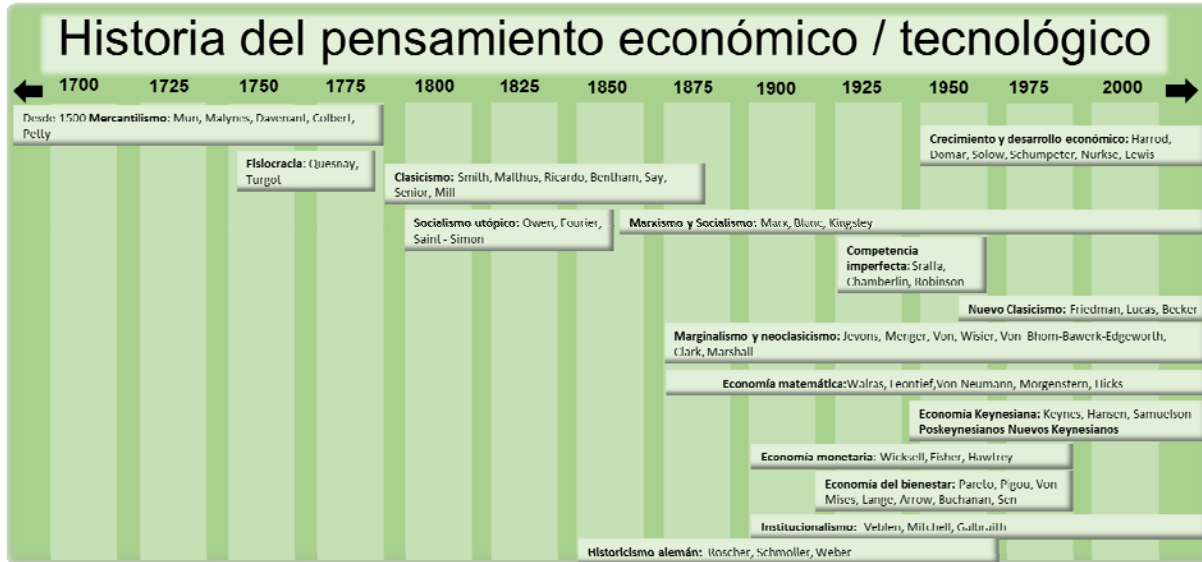 Historia del pensamiento económico / tecnológico
1700 1725 1750 1775 1800 1825 1850 1875 1900 1925 1950 1975 2000
Desde 1500 Mercantilismo: Mun, Malynes, Davenant, Colbert,
Petty
Fisiocracia: Quesnay,
Turgot
Clasicismo: Smith, Malthus, Ricardo, Bentham, Say,
Senior, Mill
Crecimiento y desarrollo económico: Harrod,
Domar, Solow, Schumpeter, Nurkse, Lewis
Socialismo utópico: Owen, Fourier,
Saint - Simon
Marxismo y Socialismo: Marx, Blanc, Kingsley
Competencia
imperfecta: Sraffa,
Chamberlin, Robinson
Nuevo Clasicismo: Friedman, Lucas, Becker
Marginalismo y neoclasicismo: Jevons, Menger, Von, Wisier, Von Bhom-Bawerk-Edgeworth,
Clark, Marshall
Economía matemática:Walras, Leontief,Von Neumann, Morgenstern, Hicks
Economía Keynesiana: Keynes, Hansen, Samuelson
Poskeynesianos Nuevos Keynesianos
Economía monetaria: Wicksell, Fisher, Hawtrey
Economía del bienestar: Pareto, Pigou, Von
Mises, Lange, Arrow, Buchanan, Sen
Institucionalismo: Veblen, Mitchell, Galbraith
Historicismo alemán: Roscher, Schmoller, Weber